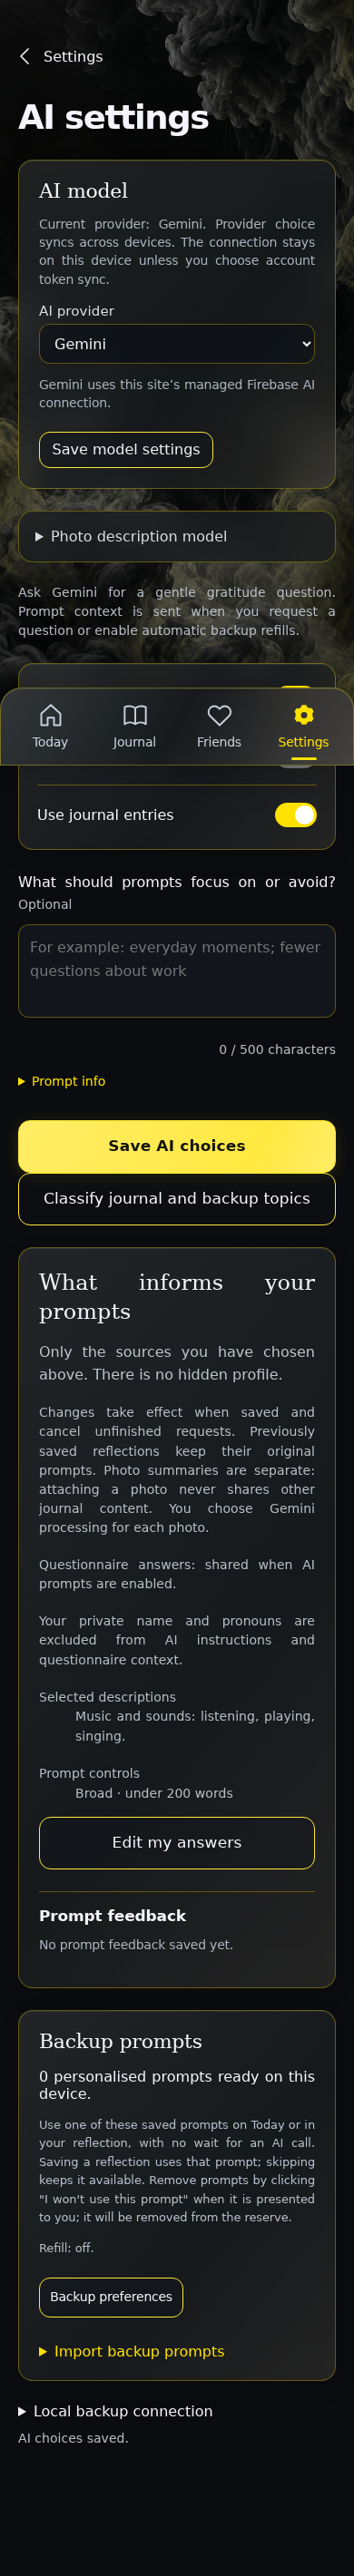 Settings
AI settings
AI model
Current provider: Gemini. Provider choice
syncs across devices. The connection stays
on this device unless you choose account
token sync.
AI provider
Gemini
Gemini uses this site’s managed Firebase AI
connection.
Save model settings
Photo description model
Ask Gemini for a gentle gratitude question.
Prompt context is sent when you request a
question or enable automatic backup refills.
Today
Journal
Friends
Settings
Use journal entries
What should prompts focus on or avoid?
Optional
For example: everyday moments; fewer
questions about work
0 / 500 characters
Prompt info
Save AI choices
Classify journal and backup topics
What informs your
prompts
Only the sources you have chosen
above. There is no hidden profile.
Changes take effect when saved and
cancel unfinished requests. Previously
saved reflections keep their original
prompts. Photo summaries are separate:
attaching a photo never shares other
journal content. You choose Gemini
processing for each photo.
Questionnaire answers: shared when AI
prompts are enabled.
Your private name and pronouns are
excluded from AI instructions and
questionnaire context.
Selected descriptions
Music and sounds: listening, playing,
singing.
Prompt controls
Broad · under 200 words
Edit my answers
Prompt feedback
No prompt feedback saved yet.
Backup prompts
0 personalised prompts ready on this
device.
Use one of these saved prompts on Today or in
your reflection, with no wait for an AI call.
Saving a reflection uses that prompt; skipping
keeps it available. Remove prompts by clicking
"I won't use this prompt" when it is presented
to you; it will be removed from the reserve.
Refill: off.
Backup preferences
Import backup prompts
Local backup connection
AI choices saved.